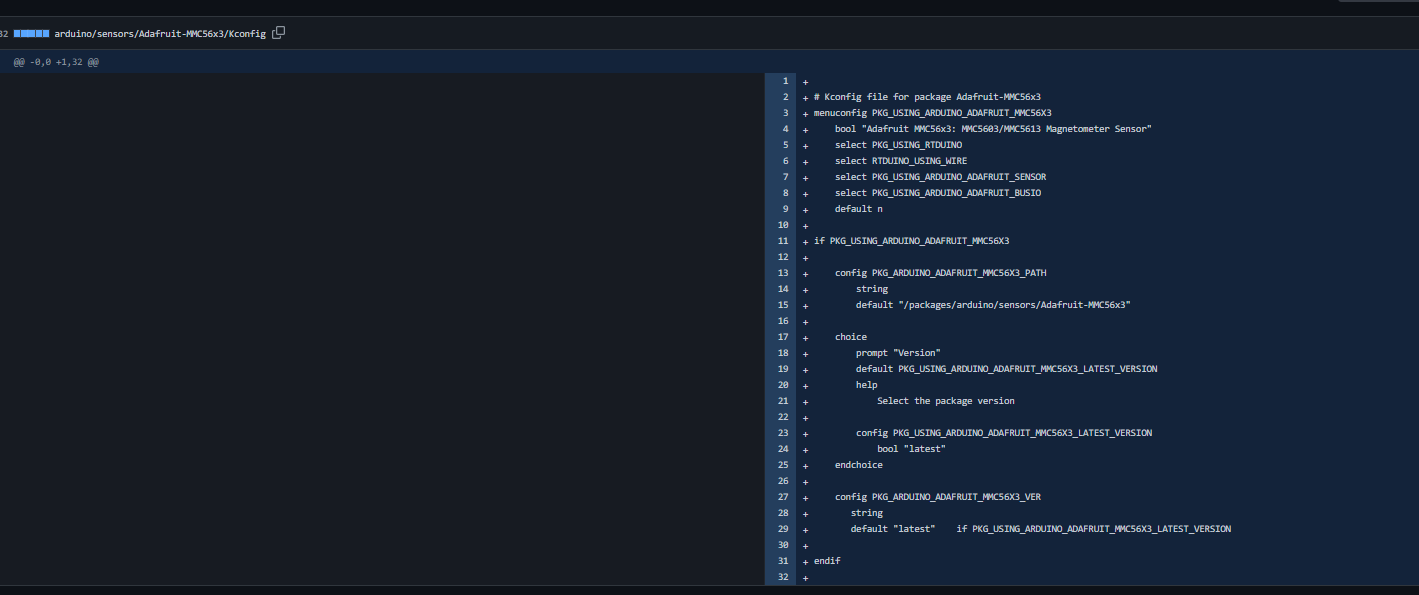 32 arduino/sensors/Adafruit-MMC56x3/Kconfig
@@ -0,0 +1,32 @@
1 +
2 + # Kconfig file for package Adafruit-MMC56x3
3 + menuconfig PKG_USING_ARDUINO_ADAFRUIT_MMC56X3
4 +     bool "Adafruit MMC56x3: MMC5603/MMC5613 Magnetometer Sensor"
5 +     select PKG_USING_RTDUINO
6 +     select RTDUINO_USING_WIRE
7 +     select PKG_USING_ARDUINO_ADAFRUIT_SENSOR
8 +     select PKG_USING_ARDUINO_ADAFRUIT_BUSIO
9 +     default n
10 +
11 + if PKG_USING_ARDUINO_ADAFRUIT_MMC56X3
12 +
13 +     config PKG_ARDUINO_ADAFRUIT_MMC56X3_PATH
14 +         string
15 +         default "/packages/arduino/sensors/Adafruit-MMC56x3"
16 +
17 +     choice
18 +         prompt "Version"
19 +         default PKG_USING_ARDUINO_ADAFRUIT_MMC56X3_LATEST_VERSION
20 +         help
21 +             Select the package version
22 +
23 +         config PKG_USING_ARDUINO_ADAFRUIT_MMC56X3_LATEST_VERSION
24 +             bool "latest"
25 +     endchoice
26 +
27 +     config PKG_ARDUINO_ADAFRUIT_MMC56X3_VER
28 +        string
29 +        default "latest"    if PKG_USING_ARDUINO_ADAFRUIT_MMC56X3_LATEST_VERSION
30 +
31 + endif
32 +